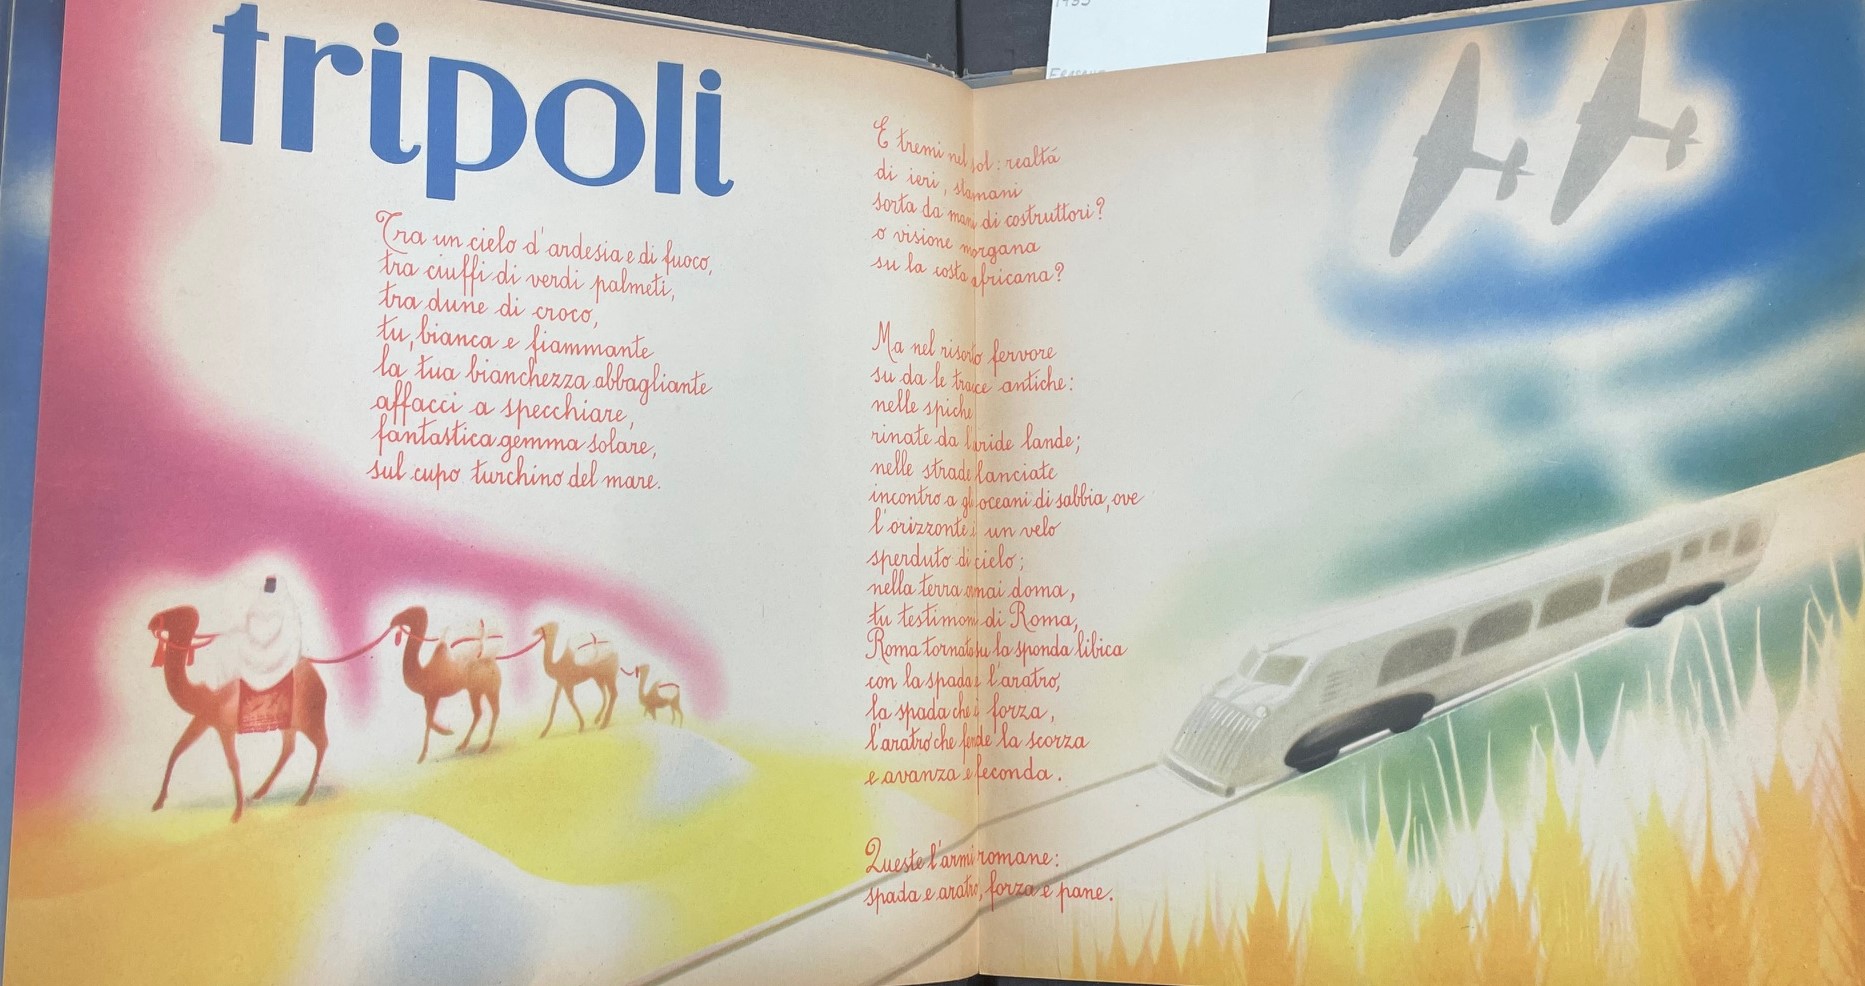 1935
tripoli
Tra un cielo d'ardesia e di fuoco,
tra ciuffi di verdi palmeti,
tra dune di croco,
tu, bianca e fiammante
la tua bianchezza abbagliante
affacci a specchiare,
fantastica gemma solare,
sul cupo turchino del mare.
E tremi nel sol: realtá
di ieri, stamani
sorta da mani di costruttori?
o visione morgana
su la costa africana?
Ma nel risorto fervore
su da le tracce antiche:
nelle spiche
rinate da l'aride lande;
nelle strade lanciate
incontro a gli oceani di sabbia, ove
l'orizzonte è un velo
sperduto di cielo;
nella terra omai doma,
tu testimoni di Roma,
Roma tornata su la sponda libica
con la spada e l'aratro,
la spada che è forza,
l'aratro che fende la scorza
e avanza e feconda.
Queste l'armi romane:
spada e aratro, forza e pane.